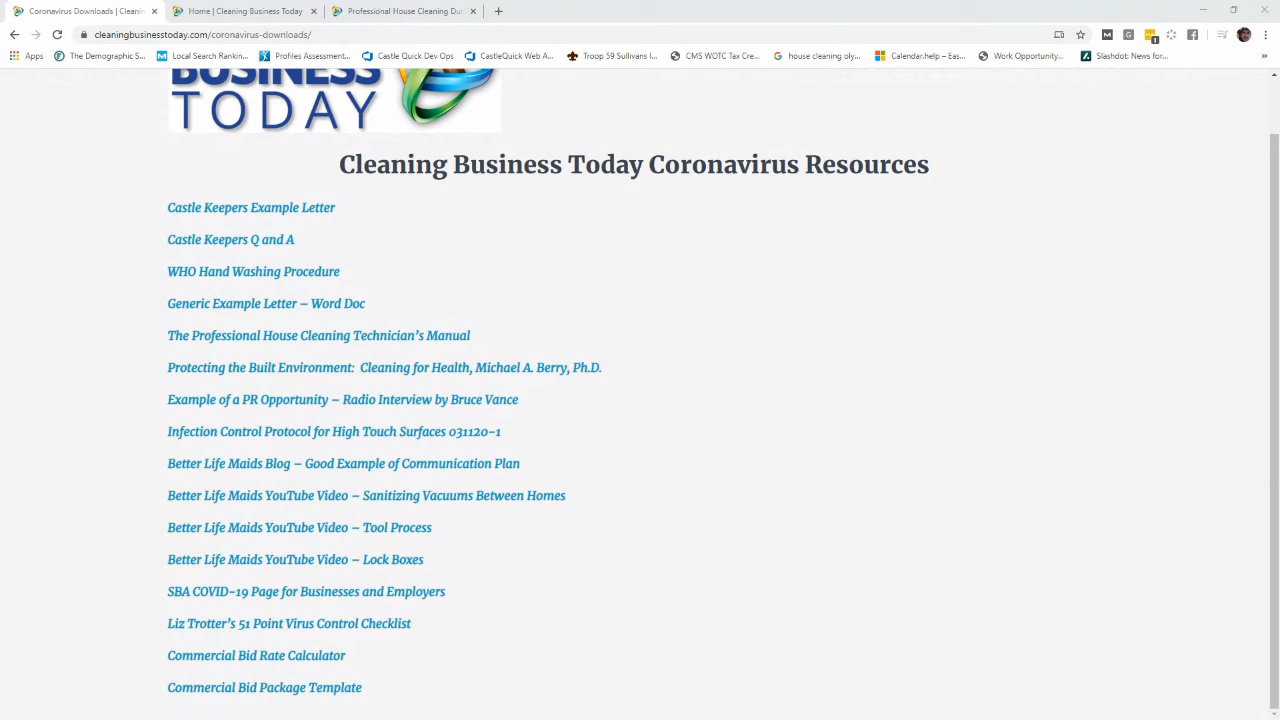 Coronavirus Downloads | Cleanin
Home | Cleaning Business Today
Professional House Cleaning Du
cleaningbusinesstoday.com/coronavirus-downloads/
Apps
The Demographic S...
Local Search Rankin...
Profiles Assessment...
Castle Quick Dev Ops
CastleQuick Web A...
Troop 59 Sullivans I...
CMS WOTC Tax Cre...
house cleaning oly...
Calendar.help – Eas...
Work Opportunity...
Slashdot: News for...
BUSINESS
TODAY
Cleaning Business Today Coronavirus Resources
Castle Keepers Example Letter
Castle Keepers Q and A
WHO Hand Washing Procedure
Generic Example Letter – Word Doc
The Professional House Cleaning Technician's Manual
Protecting the Built Environment: Cleaning for Health, Michael A. Berry, Ph.D.
Example of a PR Opportunity – Radio Interview by Bruce Vance
Infection Control Protocol for High Touch Surfaces 031120-1
Better Life Maids Blog – Good Example of Communication Plan
Better Life Maids YouTube Video – Sanitizing Vacuums Between Homes
Better Life Maids YouTube Video – Tool Process
Better Life Maids YouTube Video – Lock Boxes
SBA COVID-19 Page for Businesses and Employers
Liz Trotter's 51 Point Virus Control Checklist
Commercial Bid Rate Calculator
Commercial Bid Package Template